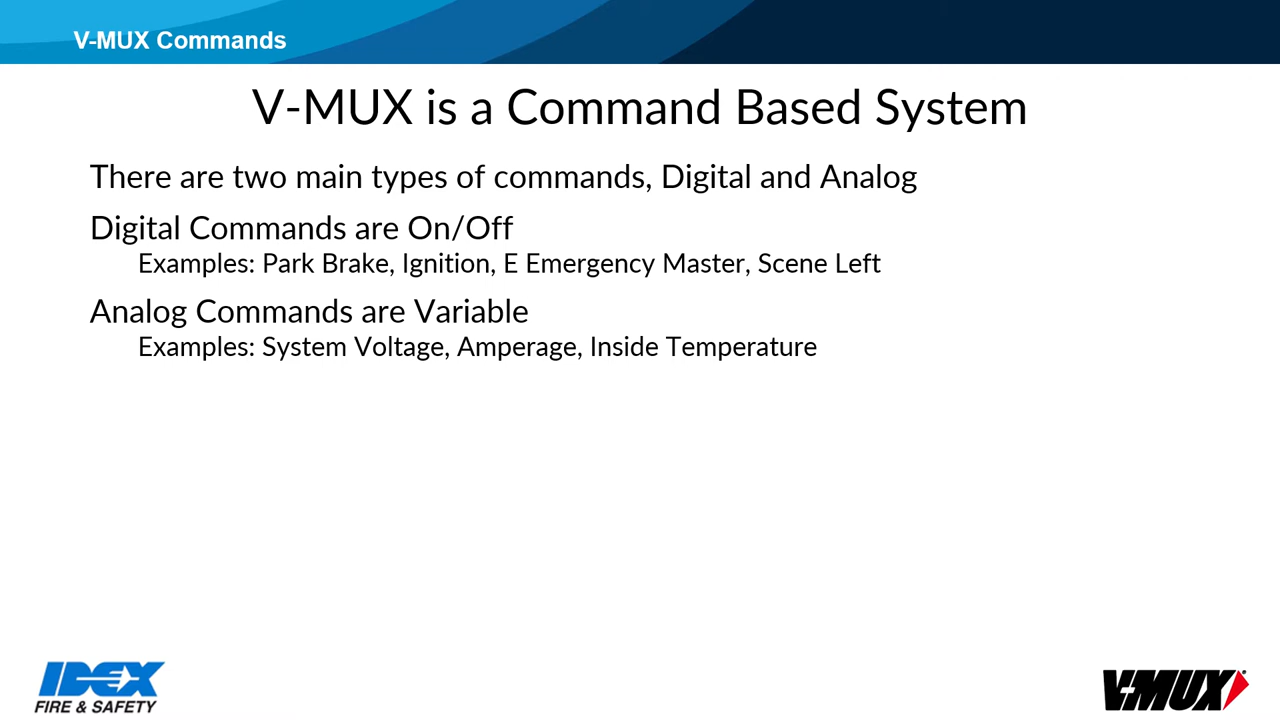 V-MUX Commands
V-MUX is a Command Based System
There are two main types of commands, Digital and Analog
Digital Commands are On/Off
Examples: Park Brake, Ignition, E Emergency Master, Scene Left
Analog Commands are Variable
Examples: System Voltage, Amperage, Inside Temperature
IDEX
FIRE & SAFETY
V-MUX